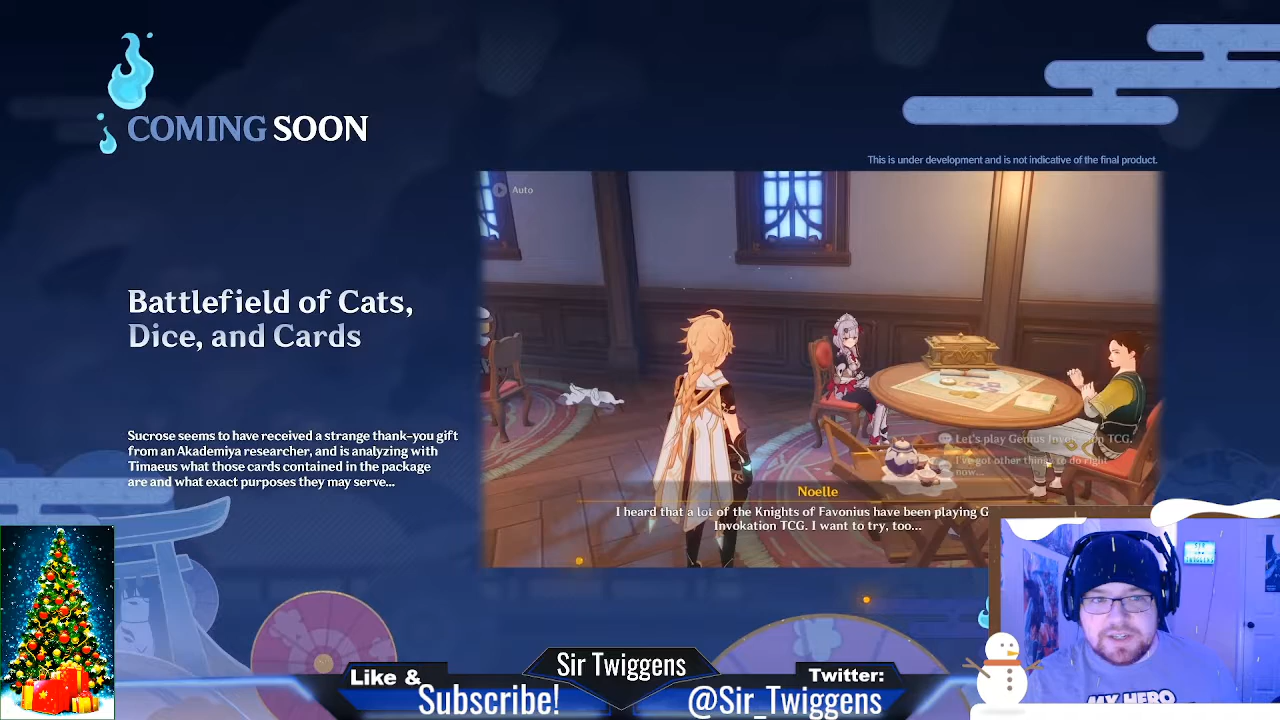 COMING SOON
This is under development and is not indicative of the final product.
Auto
Battlefield of Cats,
Dice, and Cards
Sucrose seems to have received a strange thank-you gift
from an Akademiya researcher, and is analyzing with
Timaeus what those cards contained in the package
are and what exact purposes they may serve...
Let's play Genius Invokation TCG.
I've got other things to do right
now...
Noelle
I heard that a lot of the Knights of Favonius have been playing G
Invokation TCG. I want to try, too...
SIR
TWIGGENS
MY HERO
Like &
Subscribe!
Sir Twiggens
Twitter:
@Sir_Twiggens